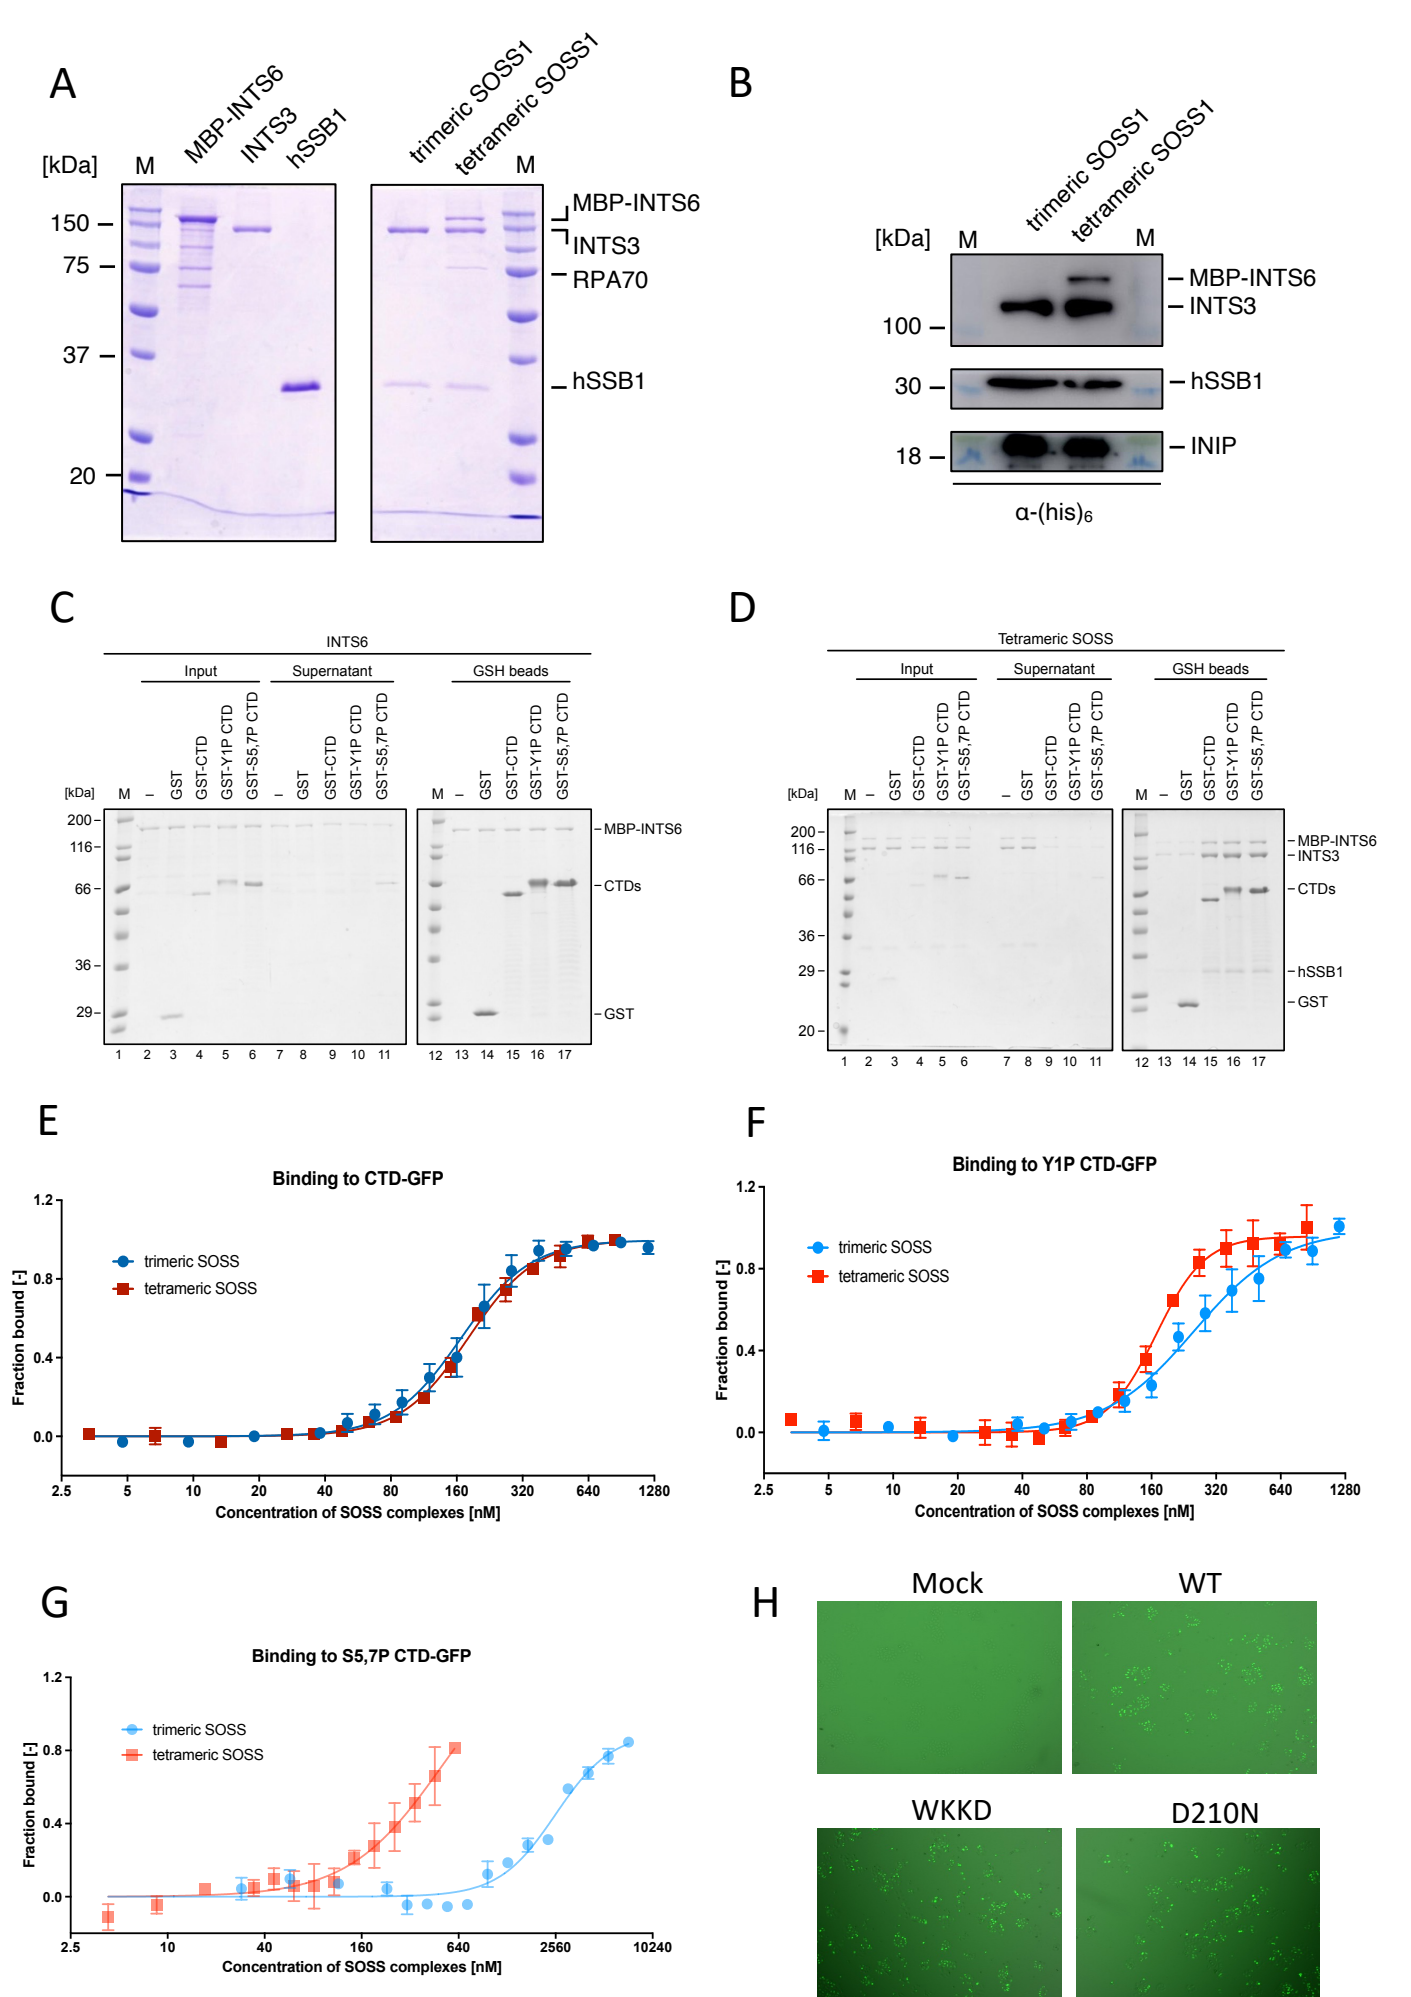 A
[kDa]
M
MBP-INTS6
INTS3
hSSB1
trimeric SOSS1
tetrameric SOSS1
M
150
75
37
20
MBP-INTS6
INTS3
RPA70
hSSB1
B
[kDa]
M
trimeric SOSS1
tetrameric SOSS1
M
100
30
18
MBP-INTS6
INTS3
hSSB1
INIP
α-(his)6
C
INTS6
Input
Supernatant
GSH beads
[kDa]
M
–
GST
GST-CTD
GST-Y1P CTD
GST-S5,7P CTD
–
GST
GST-CTD
GST-Y1P CTD
GST-S5,7P CTD
M
–
GST
GST-CTD
GST-Y1P CTD
GST-S5,7P CTD
200
116
66
36
29
MBP-INTS6
CTDs
GST
1 2 3 4 5 6 7 8 9 10 11 12 13 14 15 16 17
D
Tetrameric SOSS
Input
Supernatant
GSH beads
[kDa]
M
–
GST
GST-CTD
GST-Y1P CTD
GST-S5,7P CTD
–
GST
GST-CTD
GST-Y1P CTD
GST-S5,7P CTD
M
–
GST
GST-CTD
GST-Y1P CTD
GST-S5,7P CTD
200
116
66
36
29
20
MBP-INTS6
INTS3
CTDs
hSSB1
GST
1 2 3 4 5 6 7 8 9 10 11 12 13 14 15 16 17
E
Binding to CTD-GFP
Fraction bound [-]
1.2
0.8
0.4
0.0
trimeric SOSS
tetrameric SOSS
2.5 5 10 20 40 80 160 320 640 1280
Concentration of SOSS complexes [nM]
F
Binding to Y1P CTD-GFP
Fraction bound [-]
1.2
0.8
0.4
0.0
trimeric SOSS
tetrameric SOSS
2.5 5 10 20 40 80 160 320 640 1280
Concentration of SOSS complexes [nM]
G
Binding to S5,7P CTD-GFP
Fraction bound [-]
1.2
0.8
0.4
0.0
trimeric SOSS
tetrameric SOSS
2.5 10 40 160 640 2560 10240
Concentration of SOSS complexes [nM]
H
Mock
WT
WKKD
D210N